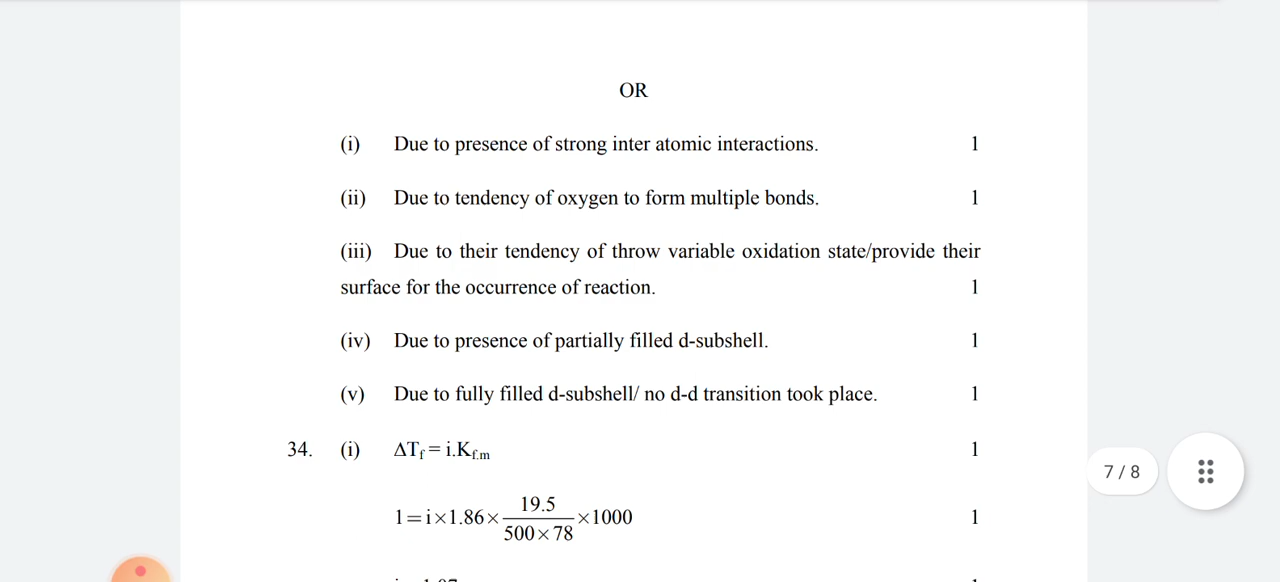 OR
(i) Due to presence of strong inter atomic interactions. 1
(ii) Due to tendency of oxygen to form multiple bonds. 1
(iii) Due to their tendency of throw variable oxidation state/provide their
surface for the occurrence of reaction. 1
(iv) Due to presence of partially filled d-subshell. 1
(v) Due to fully filled d-subshell/ no d-d transition took place. 1
34. (i) ΔTf = i.Kf.m 1
1 = i × 1.86 × 19.5/500 × 78 × 1000 1
7 / 8